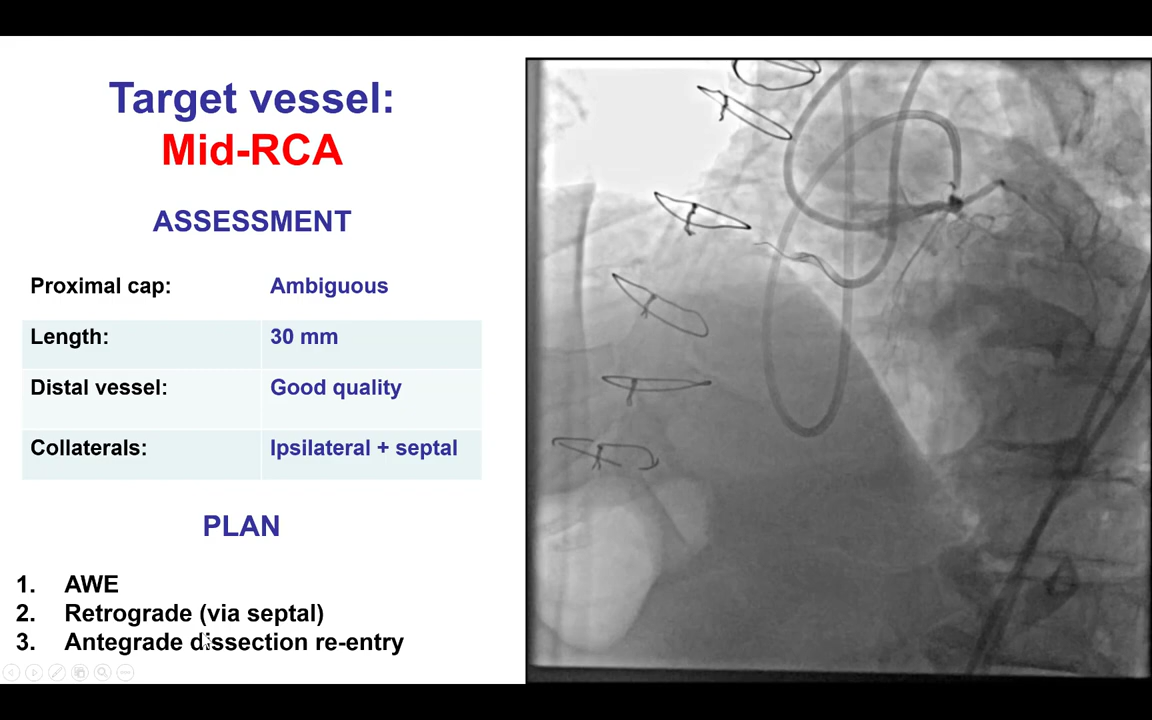 Target vessel:
Mid-RCA
ASSESSMENT
Proximal cap: Ambiguous
Length: 30 mm
Distal vessel: Good quality
Collaterals: Ipsilateral + septal
PLAN
1. AWE
2. Retrograde (via septal)
3. Antegrade dissection re-entry